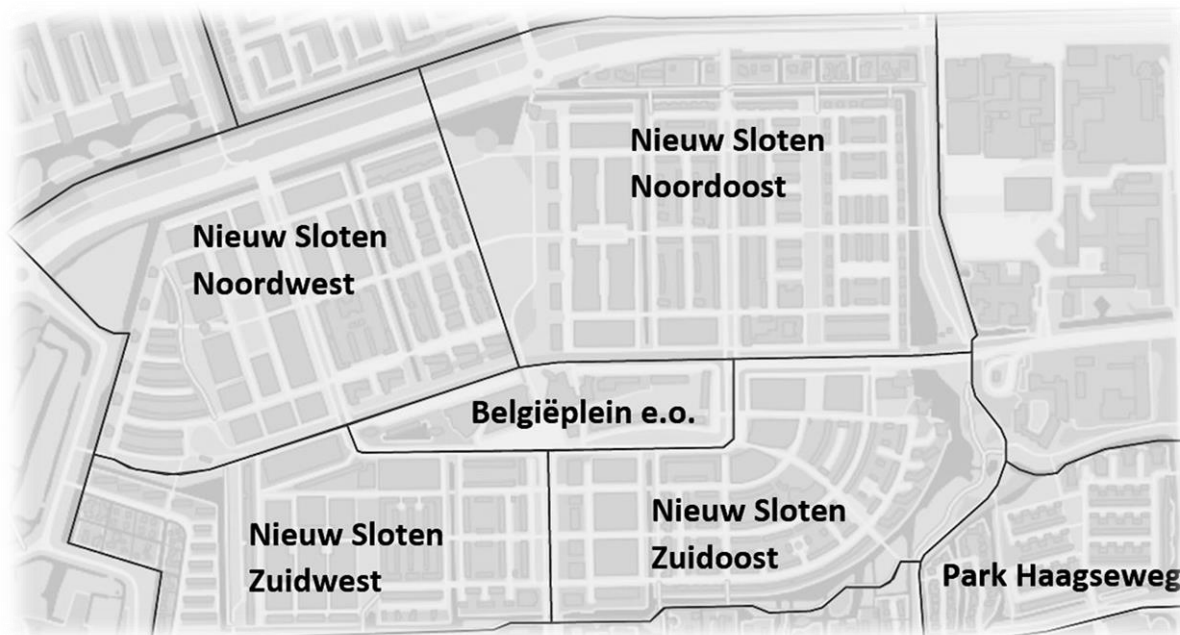 Nieuw Sloten
Noordoost
Nieuw Sloten
Noordwest
Belgiëplein e.o.
Nieuw Sloten
Zuidwest
Nieuw Sloten
Zuidoost
Park Haagseweg